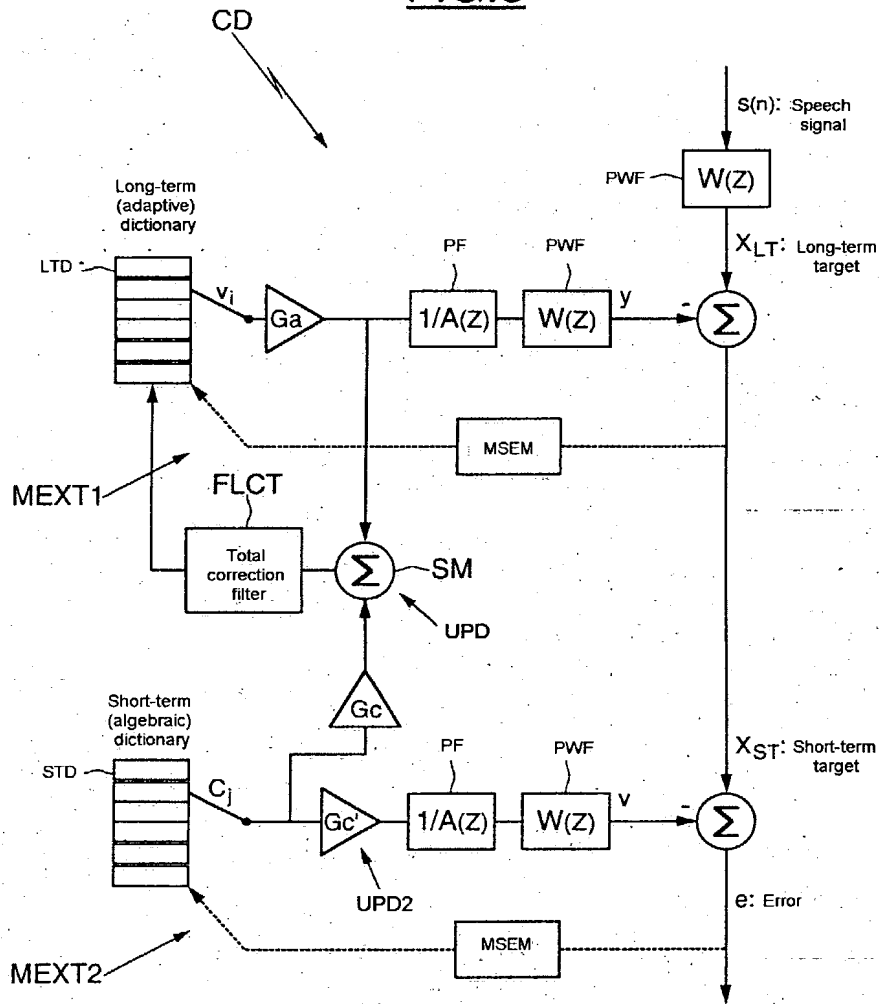 CD
s(n): Speech
signal
PWF
W(Z)
Long-term
(adaptive)
dictionary
XLT: Long-term
target
LTD
vi
Ga
PF
1/A(Z)
PWF
W(Z)
y
-
Σ
MSEM
MEXT1
FLCT
Total
correction
filter
Σ
SM
UPD
Gc
Short-term
(algebraic)
dictionary
XST: Short-term
target
STD
Cj
Gc'
PF
1/A(Z)
PWF
W(Z)
v
-
Σ
UPD2
e: Error
MSEM
MEXT2